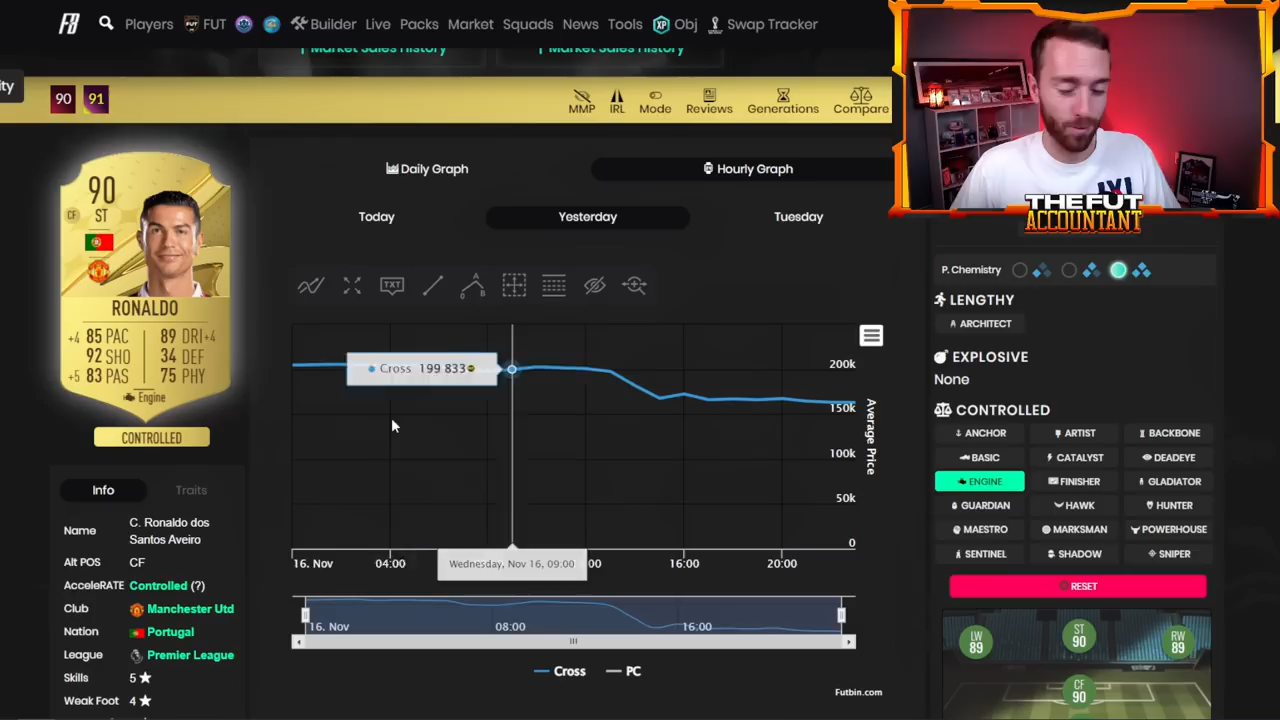 Players
FUT
Builder
Live
Packs
Market
Squads
News
Tools
XP
Obj
Swap Tracker
Market Sales History
Market Sales History
ity
90
91
MMP
IRL
Mode
Reviews
Generations
Compare
THE FUT
ACCOUNTANT
90
ST
CF
RONALDO
+4 85 PAC 89 DRI +4
92 SHO 34 DEF
+5 83 PAS 75 PHY
Engine
CONTROLLED
Daily Graph
Hourly Graph
Today
Yesterday
Tuesday
TXT
Cross 199 833
200k
150k
100k
50k
0
Average Price
16. Nov
04:00
Wednesday, Nov 16, 09:00
16:00
20:00
16. Nov
08:00
16:00
Cross
PC
Futbin.com
Info
Traits
Name
C. Ronaldo dos
Santos Aveiro
Alt POS
CF
AcceleRATE
Controlled (?)
Club
Manchester Utd
Nation
Portugal
League
Premier League
Skills
5
Weak Foot
4
P. Chemistry
LENGTHY
ARCHITECT
EXPLOSIVE
None
CONTROLLED
ANCHOR
ARTIST
BACKBONE
BASIC
CATALYST
DEADEYE
ENGINE
FINISHER
GLADIATOR
GUARDIAN
HAWK
HUNTER
MAESTRO
MARKSMAN
POWERHOUSE
SENTINEL
SHADOW
SNIPER
RESET
LW
89
ST
90
RW
89
CF
90